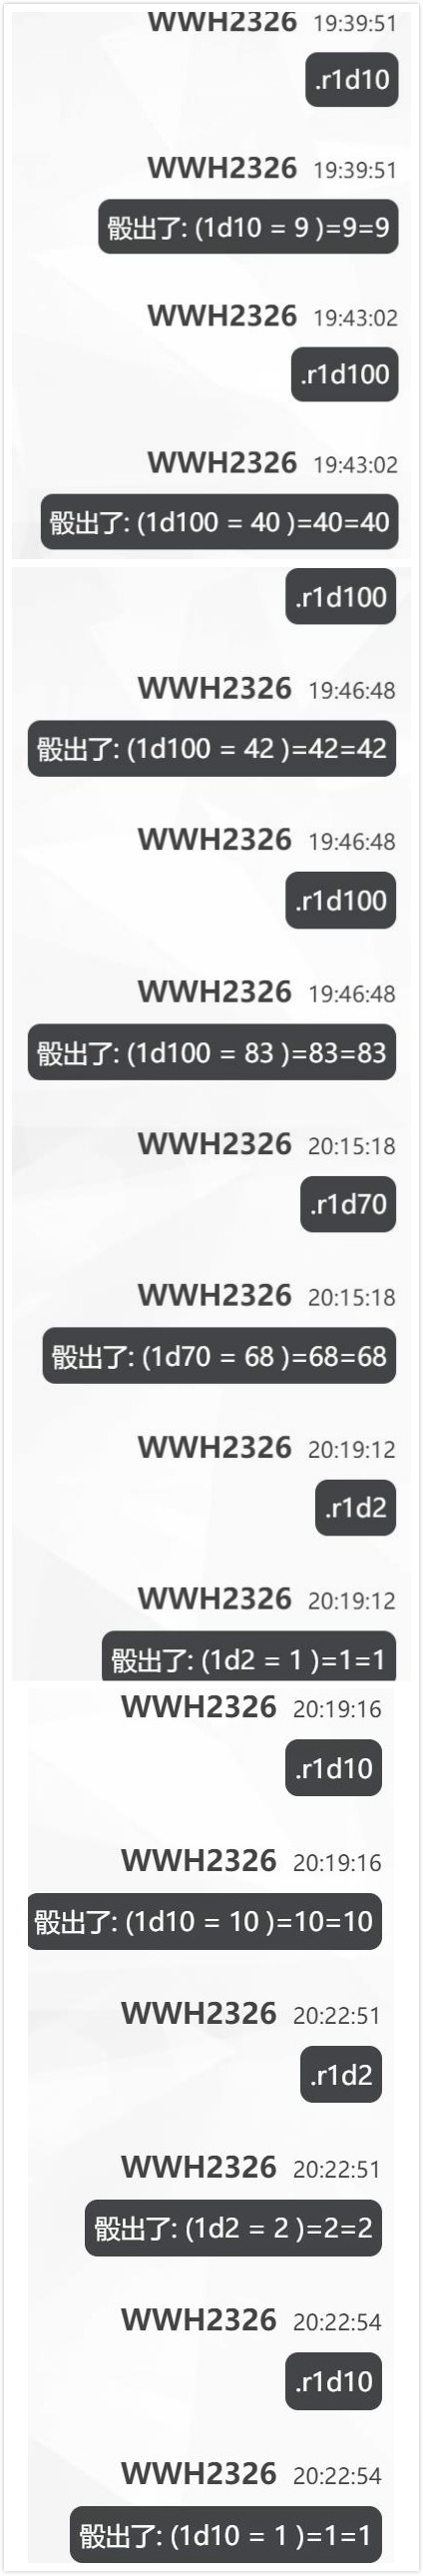 WWH2326 19:39:51
.r1d10
WWH2326 19:39:51
骰出了: (1d10 = 9 )=9=9
WWH2326 19:43:02
.r1d100
WWH2326 19:43:02
骰出了: (1d100 = 40 )=40=40
.r1d100
WWH2326 19:46:48
骰出了: (1d100 = 42 )=42=42
WWH2326 19:46:48
.r1d100
WWH2326 19:46:48
骰出了: (1d100 = 83 )=83=83
WWH2326 20:15:18
.r1d70
WWH2326 20:15:18
骰出了: (1d70 = 68 )=68=68
WWH2326 20:19:12
.r1d2
WWH2326 20:19:12
骰出了: (1d2 = 1 )=1=1
WWH2326 20:19:16
.r1d10
WWH2326 20:19:16
骰出了: (1d10 = 10 )=10=10
WWH2326 20:22:51
.r1d2
WWH2326 20:22:51
骰出了: (1d2 = 2 )=2=2
WWH2326 20:22:54
.r1d10
WWH2326 20:22:54
骰出了: (1d10 = 1 )=1=1